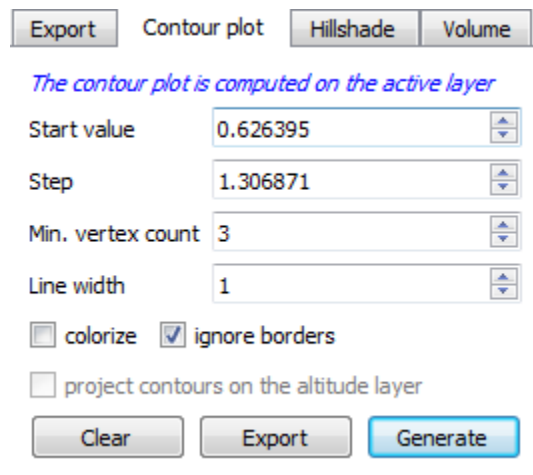 Export Contour plot Hillshade Volume
The contour plot is computed on the active layer
Start value 0.626395
Step 1.306871
Min. vertex count 3
Line width 1
colorize ignore borders
project contours on the altitude layer
Clear Export Generate